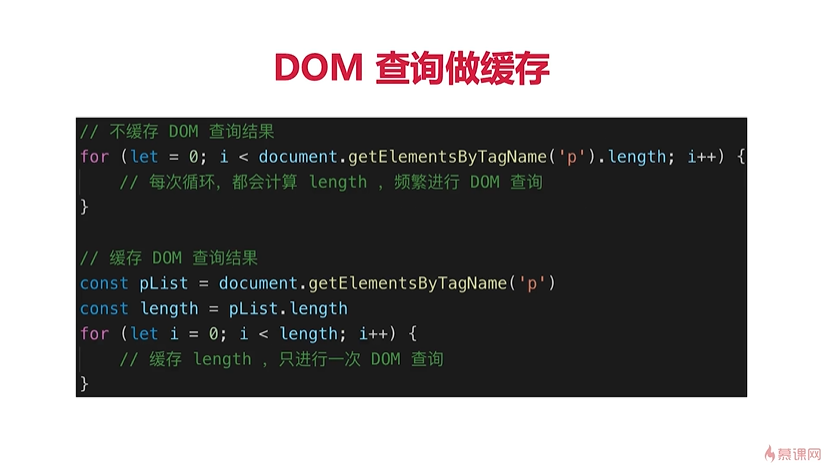 DOM 查询做缓存
// 不缓存 DOM 查询结果
for (let = 0; i < document.getElementsByTagName('p').length; i++) {
// 每次循环，都会计算 length ，频繁进行 DOM 查询
}
// 缓存 DOM 查询结果
const pList = document.getElementsByTagName('p')
const length = pList.length
for (let i = 0; i < length; i++) {
// 缓存 length ，只进行一次 DOM 查询
}
慕课网